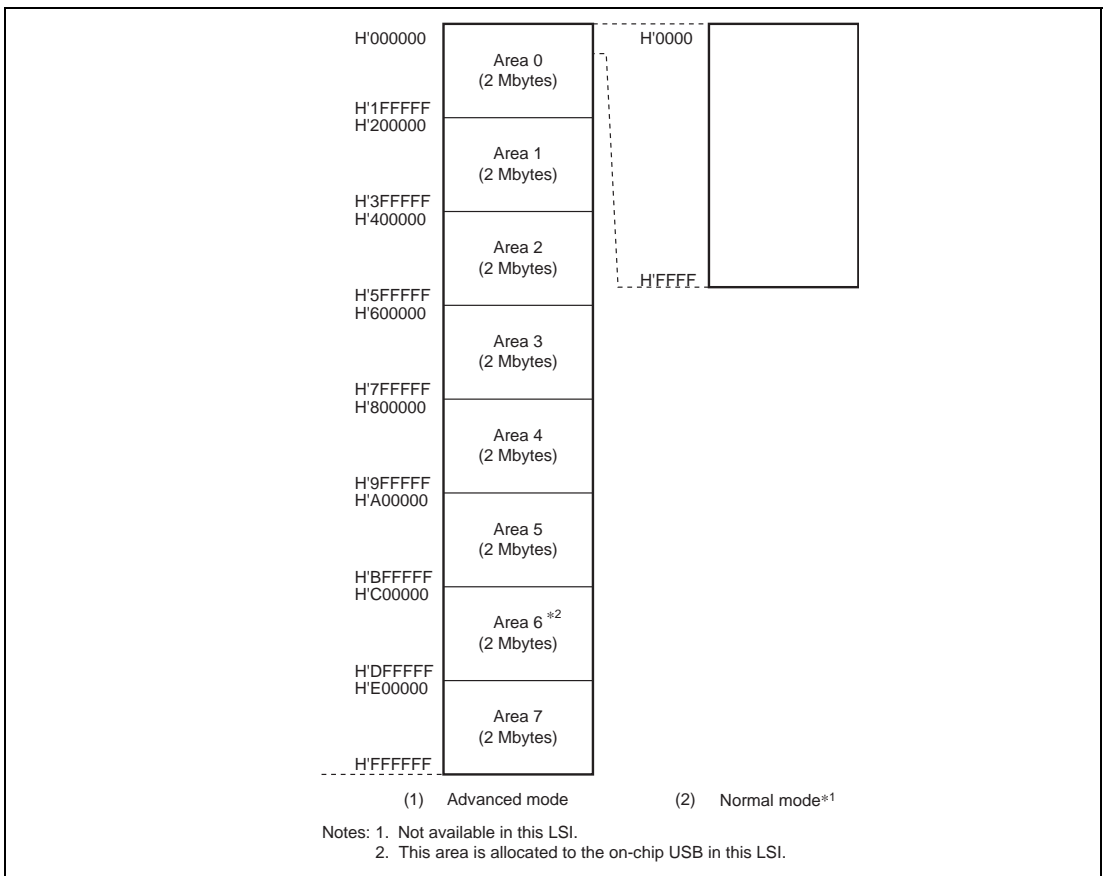 H'000000
H'0000
Area 0
(2 Mbytes)
H'1FFFFF
H'200000
Area 1
(2 Mbytes)
H'3FFFFF
H'400000
Area 2
(2 Mbytes)
H'FFFF
H'5FFFFF
H'600000
Area 3
(2 Mbytes)
H'7FFFFF
H'800000
Area 4
(2 Mbytes)
H'9FFFFF
H'A00000
Area 5
(2 Mbytes)
H'BFFFFF
H'C00000
Area 6 *2
(2 Mbytes)
H'DFFFFF
H'E00000
Area 7
(2 Mbytes)
H'FFFFFF
(1) Advanced mode (2) Normal mode*1
Notes: 1. Not available in this LSI.
2. This area is allocated to the on-chip USB in this LSI.